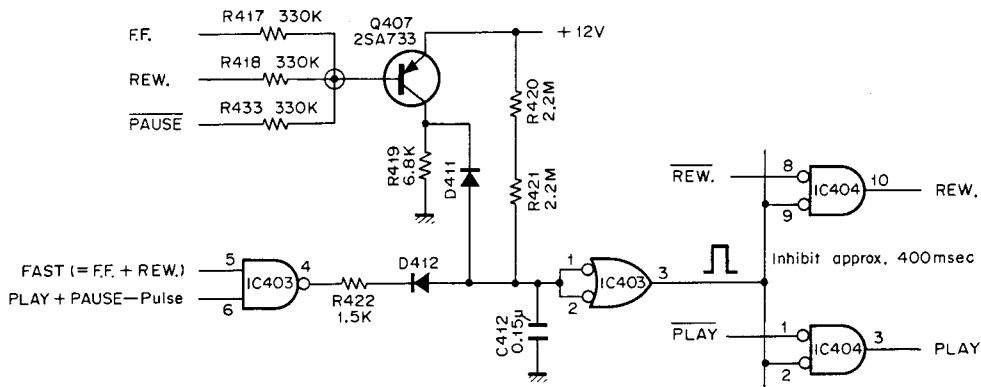 R417 330K
F.F.
R418 330K
REW.
R433 330K
PAUSE
Q407
2SA733
+12V
R420
2.2M
R419
6.8K
D411
R421
2.2M
FAST (= F.F. + REW.)
PLAY + PAUSE—Pulse
5
6
IC403
4
R422
1.5K
D412
C412
0.15μ
1
2
IC403
3
Inhibit approx. 400msec
REW.
8
9
IC404
10
REW.
PLAY
1
2
IC404
3
PLAY